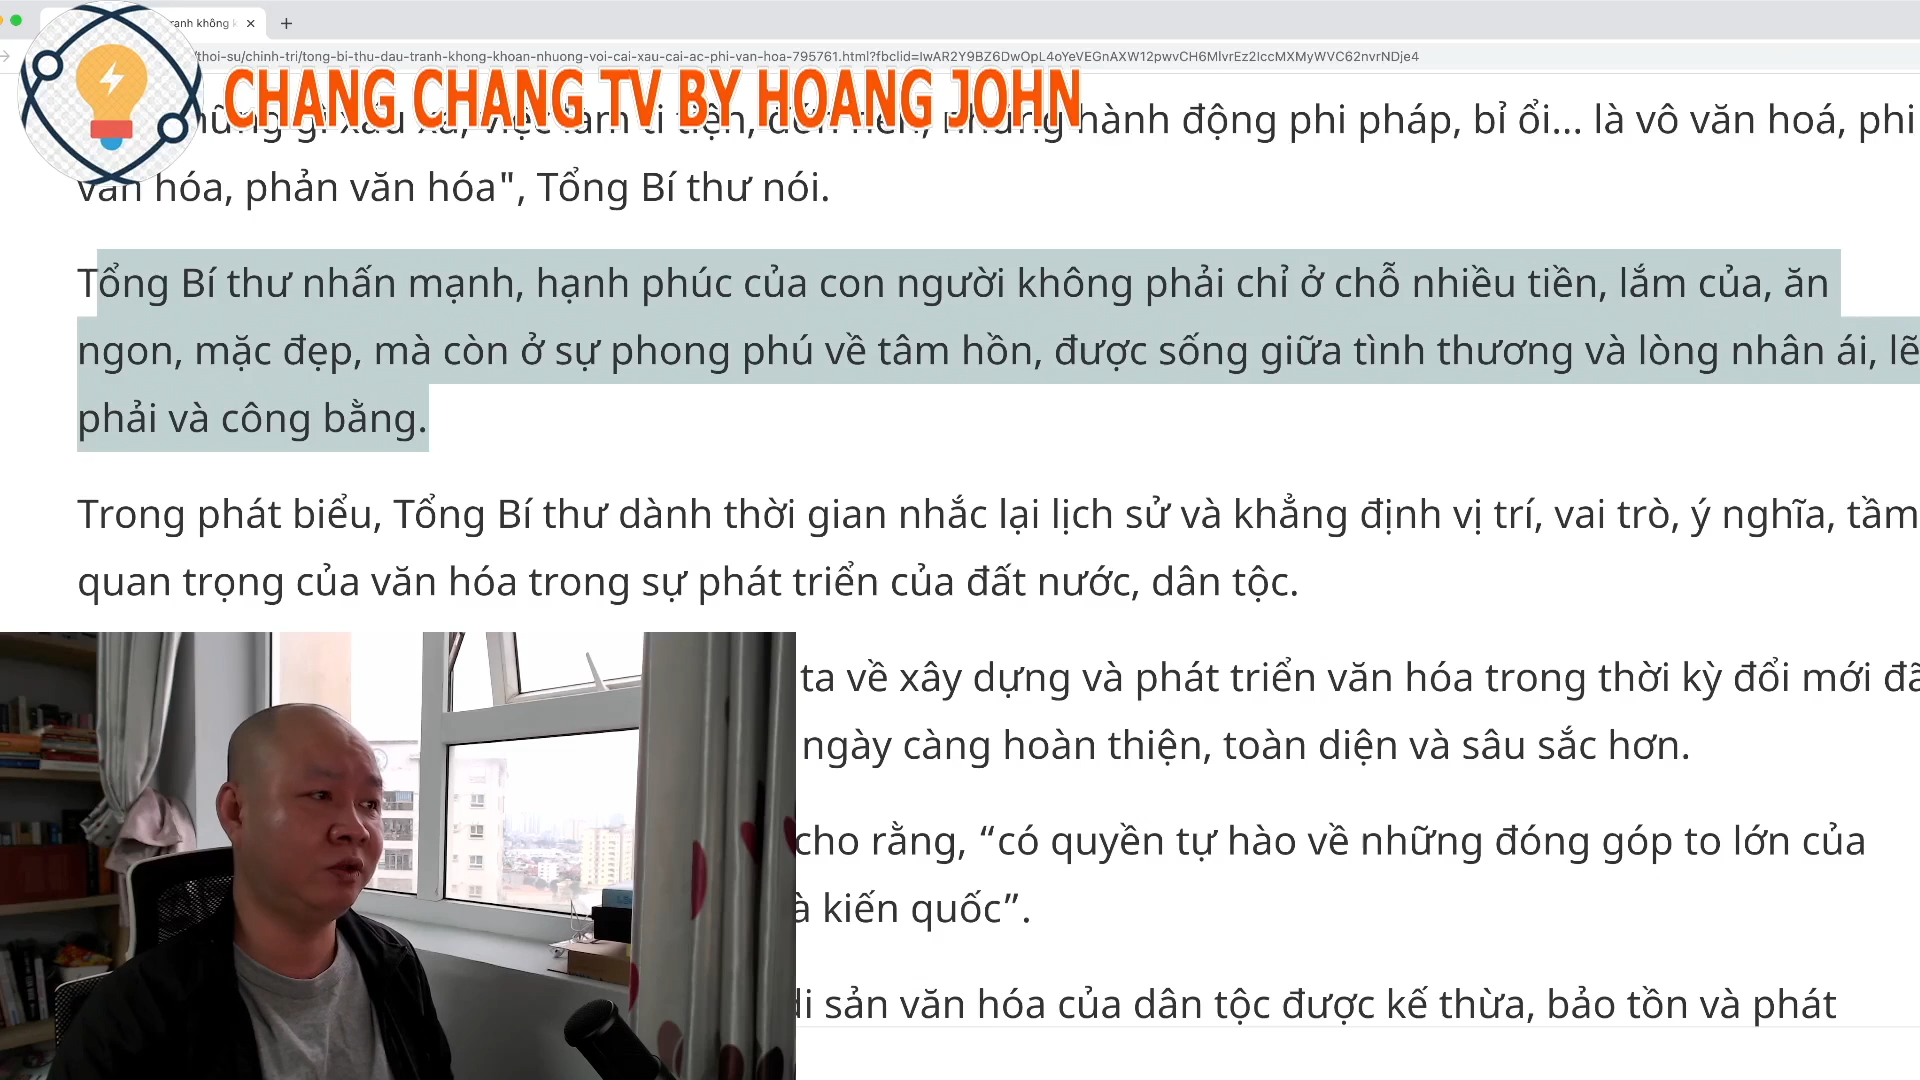 ranh không
/thoi-su/chinh-tri/tong-bi-thu-dau-tranh-khong-khoan-nhuong-voi-cai-xau-cai-ac-phi-van-hoa-795761.html?fbclid=IwAR2Y9BZ6DwOpL4oYeVEGnAXW12pwvCH6MlvrEz2IccMXMyWVC62nvrNDje4
CHANG CHANG TV BY HOANG JOHN
hành động phi pháp, bỉ ổi... là vô văn hoá, phi
văn hóa, phản văn hóa", Tổng Bí thư nói.
Tổng Bí thư nhấn mạnh, hạnh phúc của con người không phải chỉ ở chỗ nhiều tiền, lắm của, ăn
ngon, mặc đẹp, mà còn ở sự phong phú về tâm hồn, được sống giữa tình thương và lòng nhân ái, lẽ
phải và công bằng.
Trong phát biểu, Tổng Bí thư dành thời gian nhắc lại lịch sử và khẳng định vị trí, vai trò, ý nghĩa, tầm
quan trọng của văn hóa trong sự phát triển của đất nước, dân tộc.
ta về xây dựng và phát triển văn hóa trong thời kỳ đổi mới đã
ngày càng hoàn thiện, toàn diện và sâu sắc hơn.
cho rằng, “có quyền tự hào về những đóng góp to lớn của
à kiến quốc”.
di sản văn hóa của dân tộc được kế thừa, bảo tồn và phát